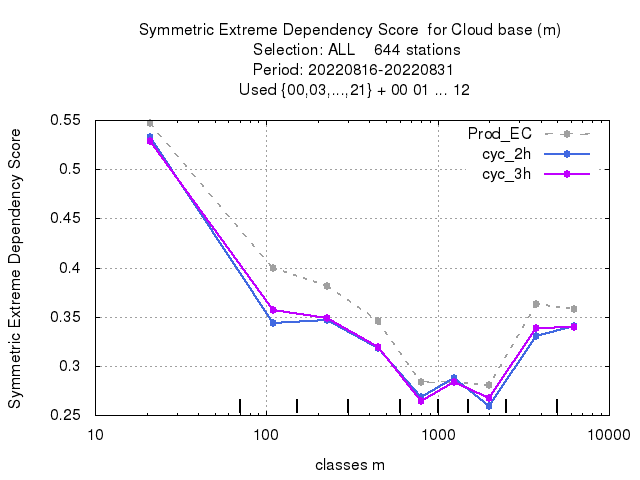 Symmetric Extreme Dependency Score  for Cloud base (m)
Selection: ALL    644 stations
Period: 20220816-20220831
Used {00,03,...,21} + 00 01 ... 12
Symmetric Extreme Dependency Score
0.55
0.5
0.45
0.4
0.35
0.3
0.25
Prod_EC
cyc_2h
cyc_3h
10 100 1000 10000
classes m